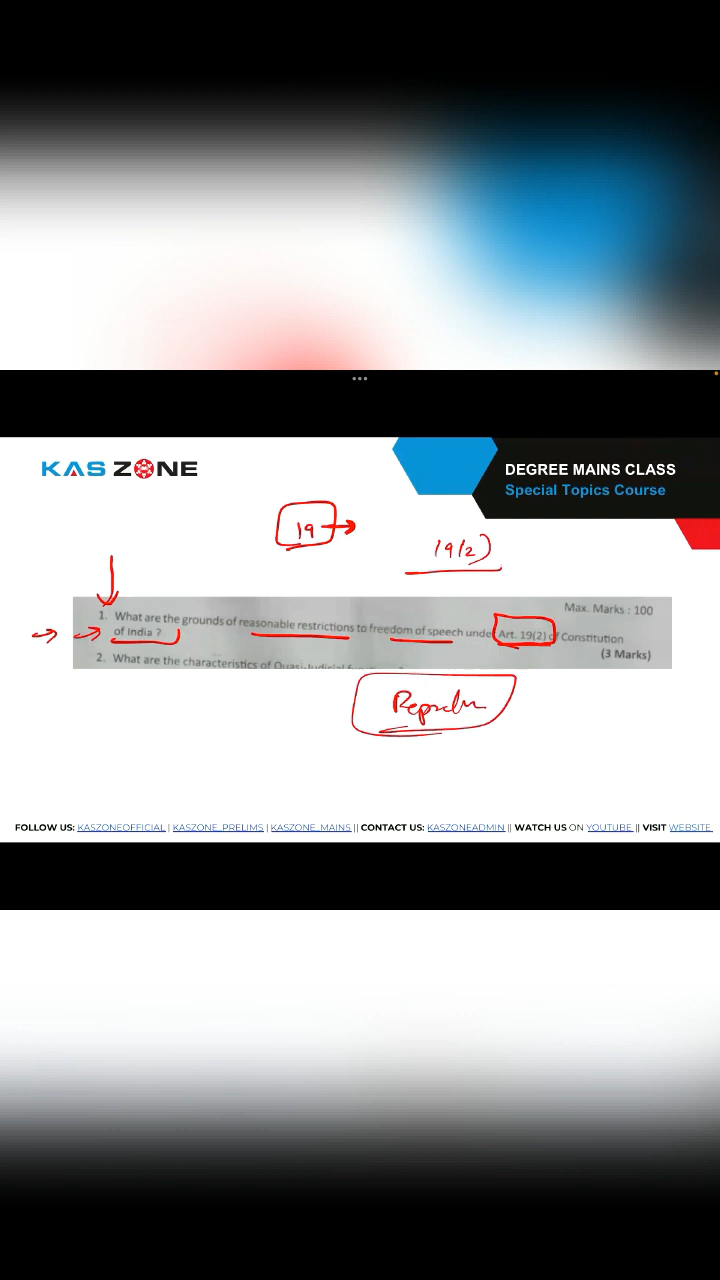 KAS ZONE
DEGREE MAINS CLASS
Special Topics Course
19
19(2)
Max. Marks : 100
1. What are the grounds of reasonable restrictions to freedom of speech under Art. 19(2) of Constitution
of India ?
(3 Marks)
2. What are the characteristics of Quasi-Judicial
FOLLOW US: KASZONEOFFICIAL | KASZONE_PRELIMS | KASZONE_MAINS || CONTACT US: KASZONEADMIN || WATCH US ON YOUTUBE || VISIT WEBSITE